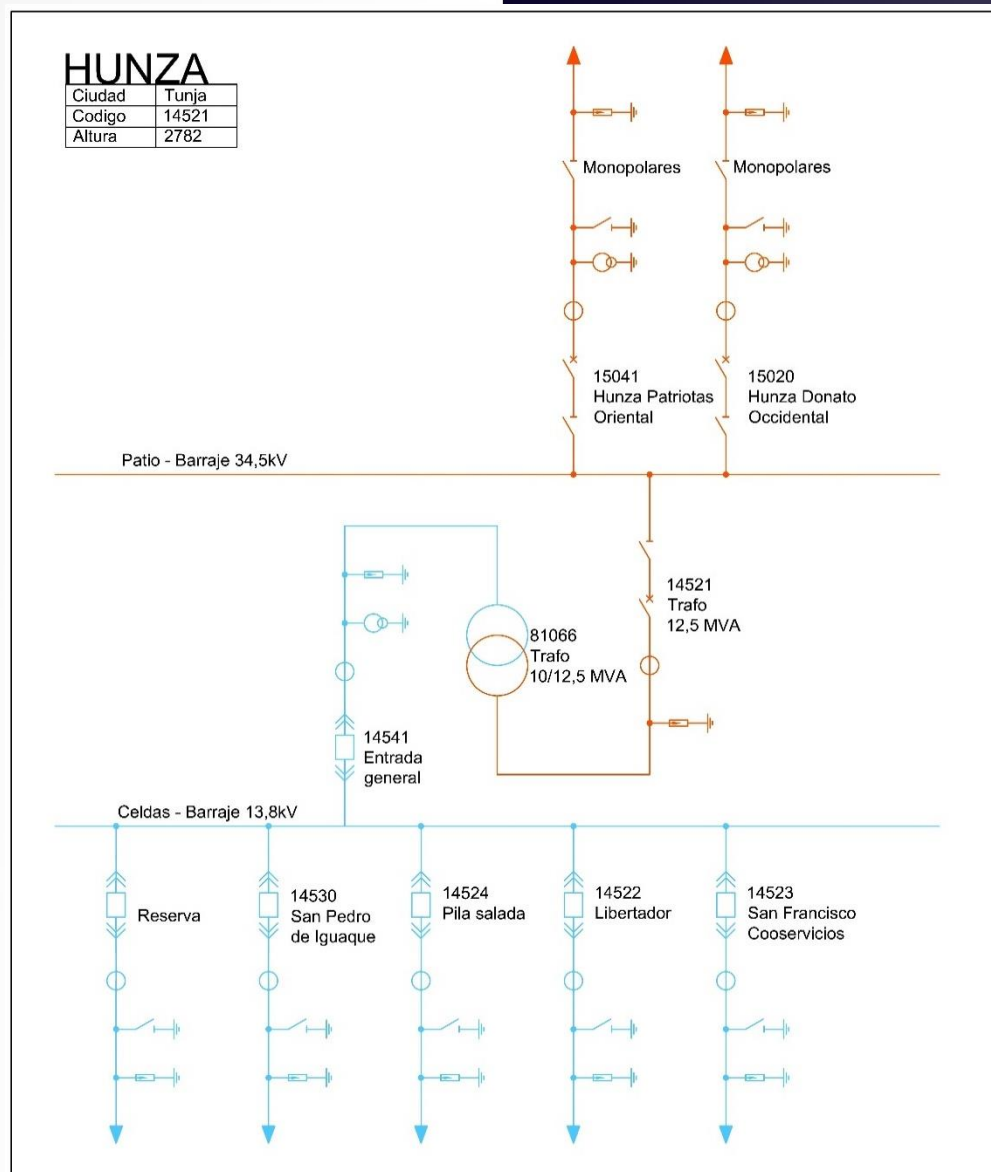 HUNZA
Ciudad Tunja
Codigo 14521
Altura 2782
Monopolares
Monopolares
15041
Hunza Patriotas
Oriental
15020
Hunza Donato
Occidental
Patio - Barraje 34,5kV
14521
Trafo
12,5 MVA
81066
Trafo
10/12,5 MVA
14541
Entrada
general
Celdas - Barraje 13,8kV
Reserva
14530
San Pedro
de Iguaque
14524
Pila salada
14522
Libertador
14523
San Francisco
Cooservicios